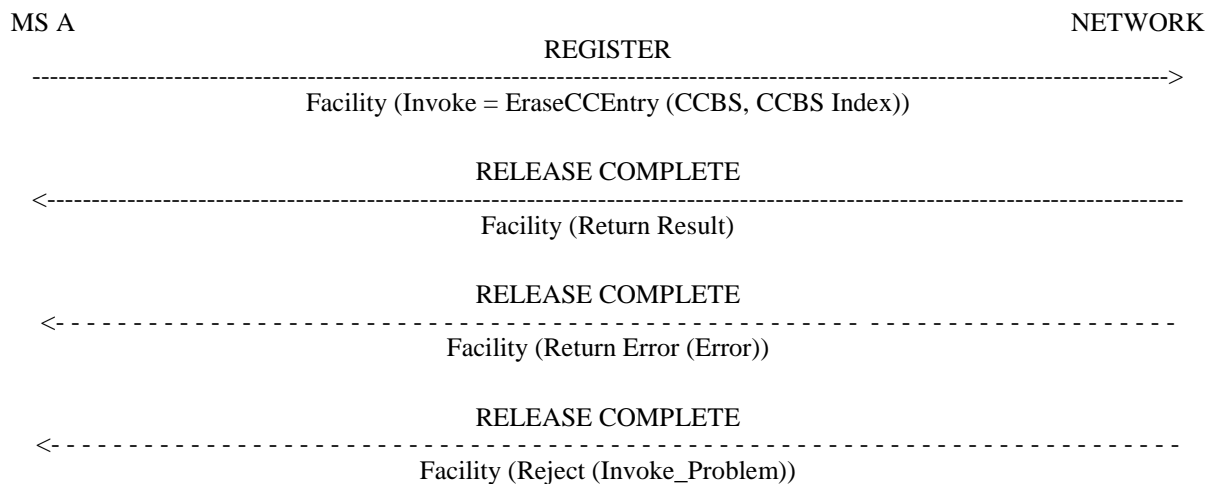 MS A NETWORK
REGISTER
Facility (Invoke = EraseCCEntry (CCBS, CCBS Index))
RELEASE COMPLETE
Facility (Return Result)
RELEASE COMPLETE
Facility (Return Error (Error))
RELEASE COMPLETE
Facility (Reject (Invoke_Problem))